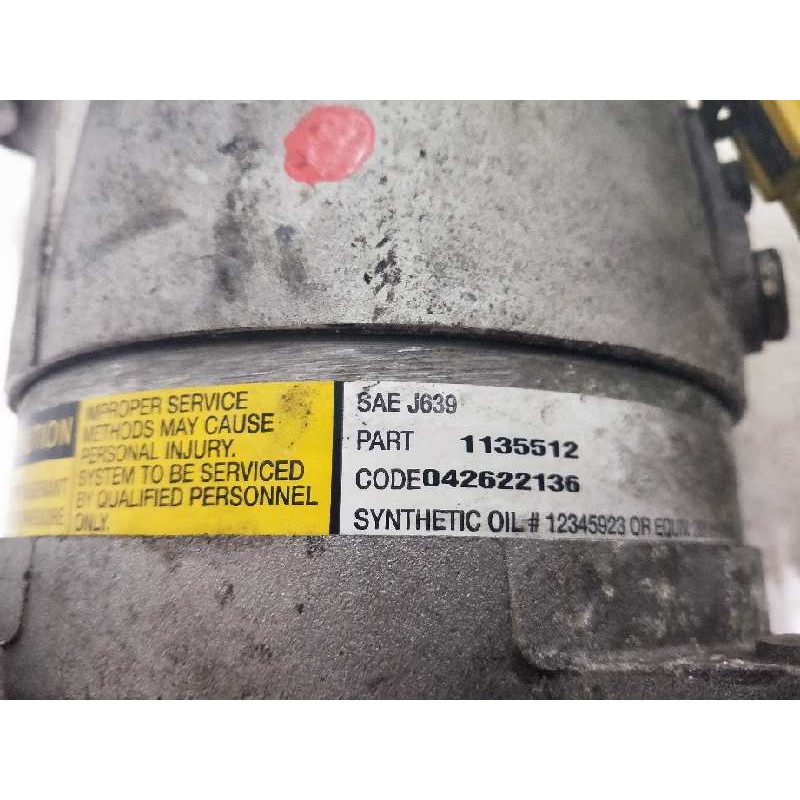 IMPROPER SERVICE
METHODS MAY CAUSE
PERSONAL INJURY.
SYSTEM TO BE SERVICED
BY QUALIFIED PERSONNEL
ONLY.
SAE J639
PART 1135512
CODE042622136
SYNTHETIC OIL # 12345923 OR EQUIV.